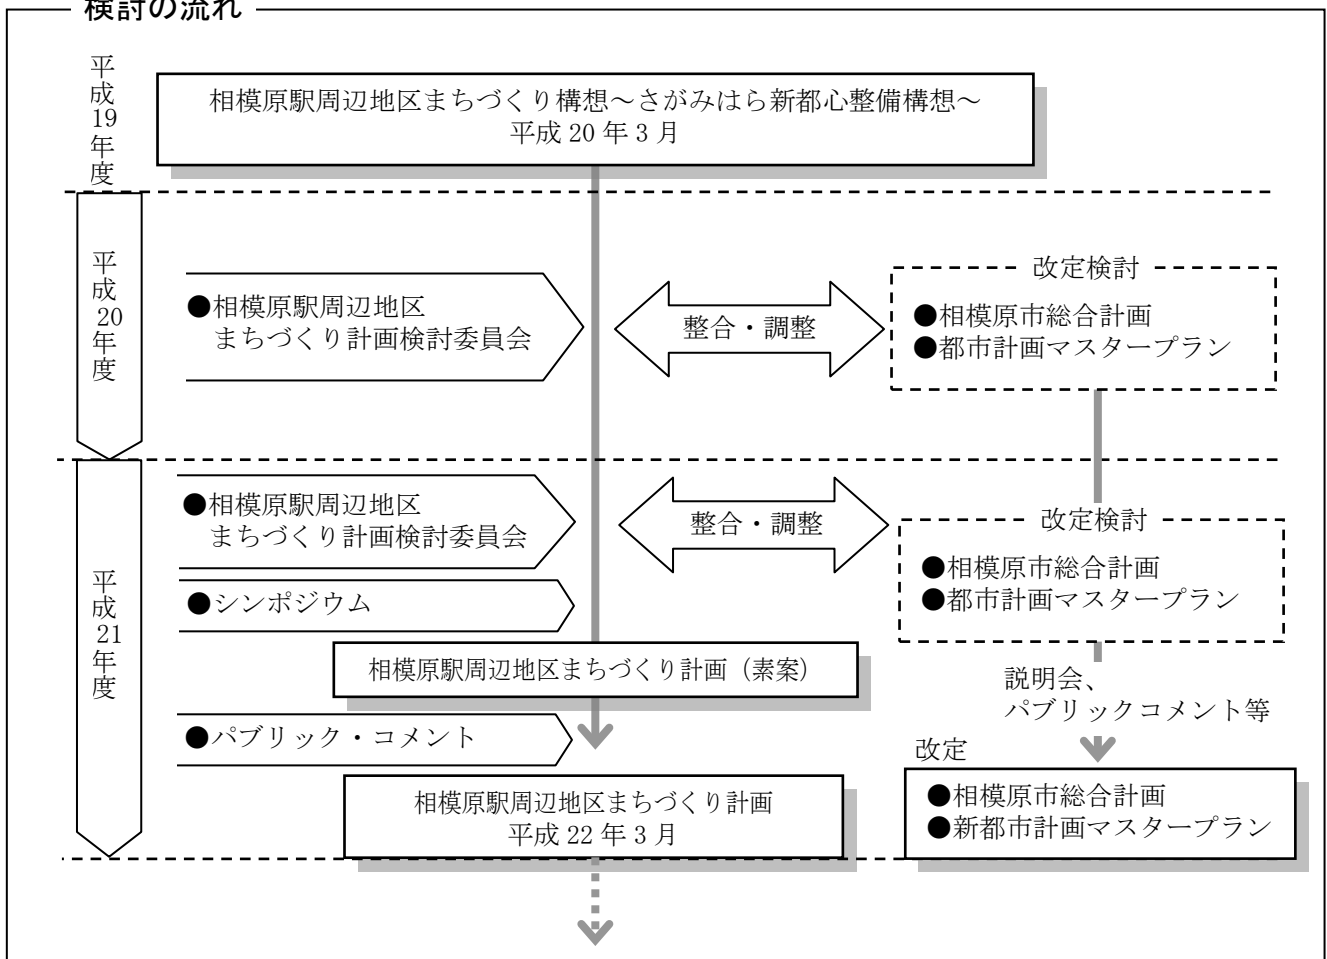 検討の流れ
平成19年度
相模原駅周辺地区まちづくり構想～さがみはら新都心整備構想～
平成 20 年 3 月
平成20年度
●相模原駅周辺地区
まちづくり計画検討委員会
整合・調整
改定検討
●相模原市総合計画
●都市計画マスタープラン
平成21年度
●相模原駅周辺地区
まちづくり計画検討委員会
整合・調整
改定検討
●相模原市総合計画
●都市計画マスタープラン
●シンポジウム
相模原駅周辺地区まちづくり計画（素案）
説明会、
パブリックコメント等
●パブリック・コメント
改定
相模原駅周辺地区まちづくり計画
平成 22 年 3 月
●相模原市総合計画
●新都市計画マスタープラン